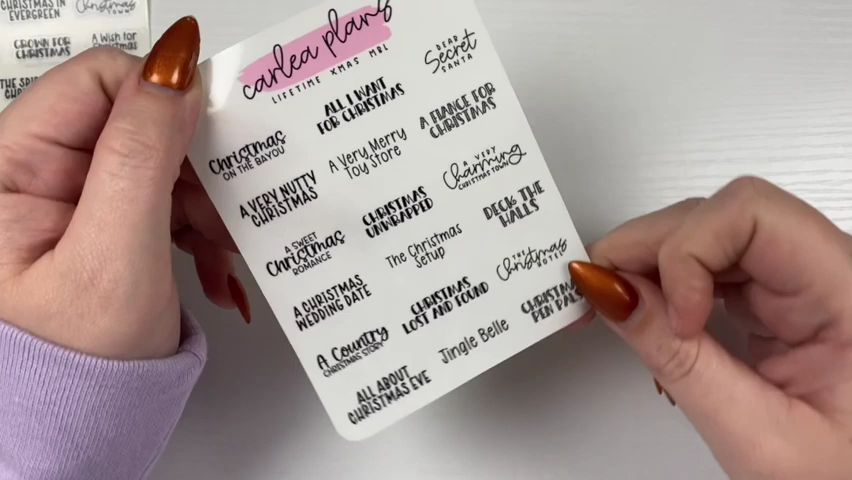 CHRISTMAS IN
EVERGREEN
Christmas
TOWN
CROWN FOR
CHRISTMAS
A Wish for
Christmas
carlea plans
LIFETIME XMAS MBL
DEAR
Secret
SANTA
ALL I WANT
FOR CHRISTMAS
A FIANCE FOR
CHRISTMAS
Christmas
ON THE BAYOU
A Very Merry
Toy Store
A VERY
Charming
CHRISTMAS TOWN
A VERY NUTTY
CHRISTMAS
CHRISTMAS
UNWRAPPED
DECK THE
HALLS
A SWEET
Christmas
ROMANCE
The Christmas
Setup
THE
Christmas
A CHRISTMAS
WEDDING DATE
CHRISTMAS
LOST AND FOUND
PEN PALS
A Country
CHRISTMAS STORY
Jingle Belle
ALL ABOUT
CHRISTMAS EVE